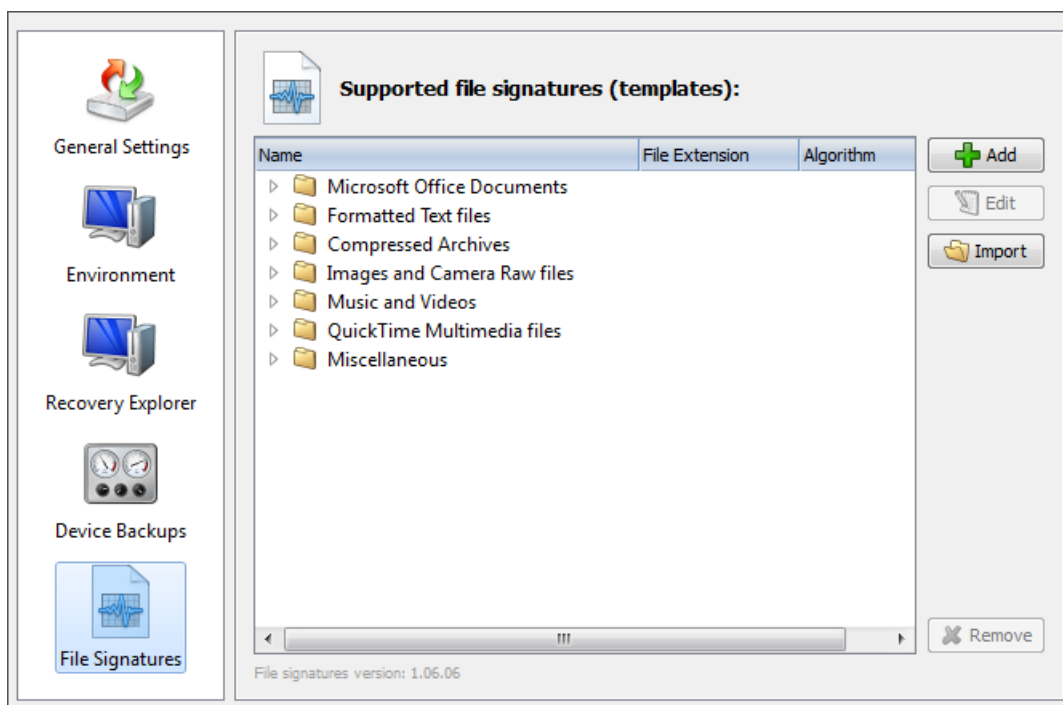 General Settings
Environment
Recovery Explorer
Device Backups
File Signatures
Supported file signatures (templates):
Name File Extension Algorithm
Microsoft Office Documents
Formatted Text files
Compressed Archives
Images and Camera Raw files
Music and Videos
QuickTime Multimedia files
Miscellaneous
Add
Edit
Import
Remove
File signatures version: 1.06.06